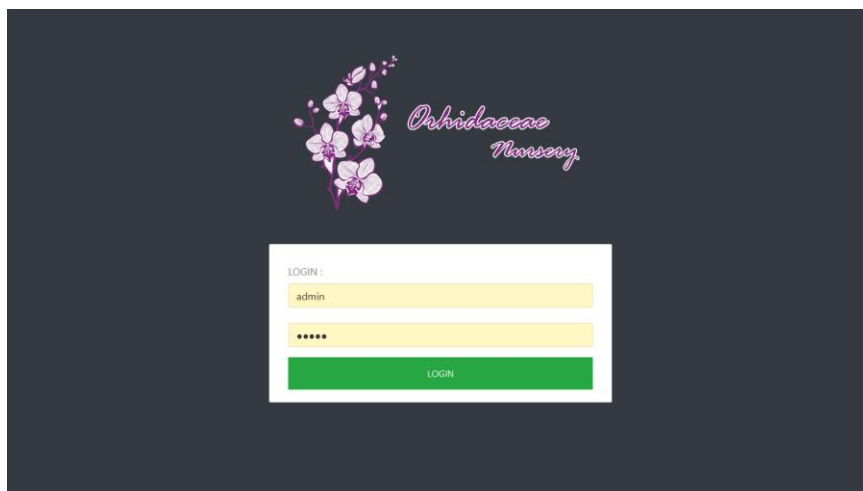 Orhidaceae
Nursery
LOGIN :
admin
•••••
LOGIN